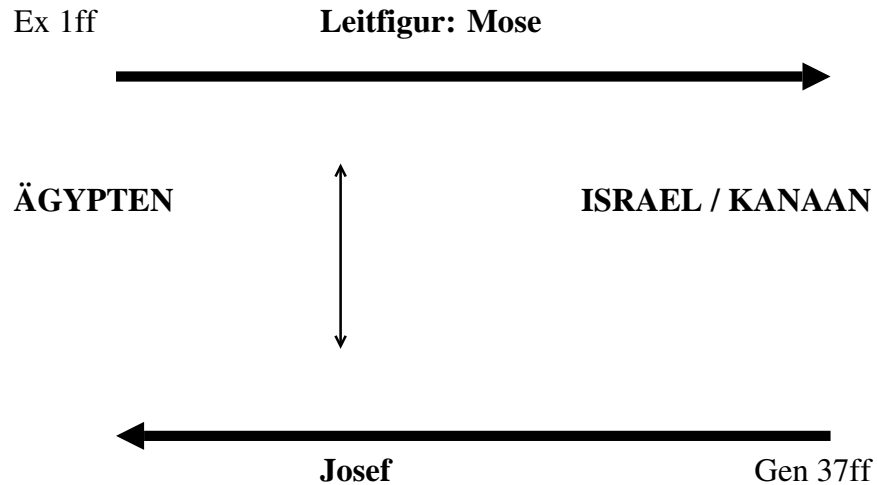 Ex 1ff Leitfigur: Mose
ÄGYPTEN ISRAEL / KANAAN
Josef Gen 37ff